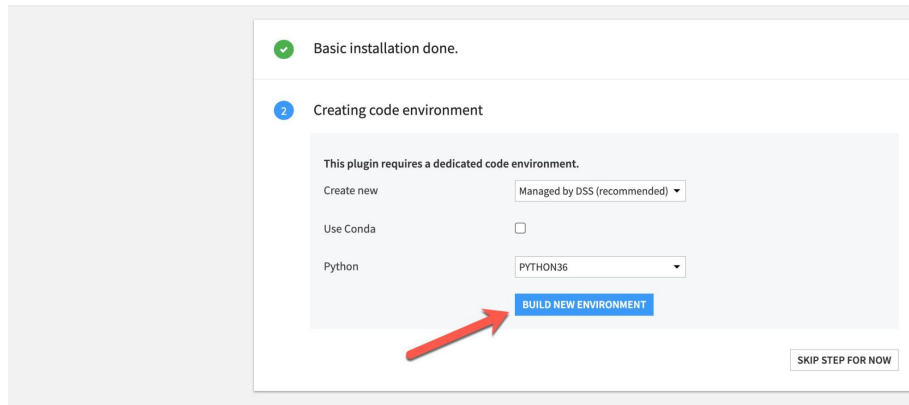 Basic installation done.
2
Creating code environment
This plugin requires a dedicated code environment.
Create new
Managed by DSS (recommended)
Use Conda
Python
PYTHON36
BUILD NEW ENVIRONMENT
SKIP STEP FOR NOW